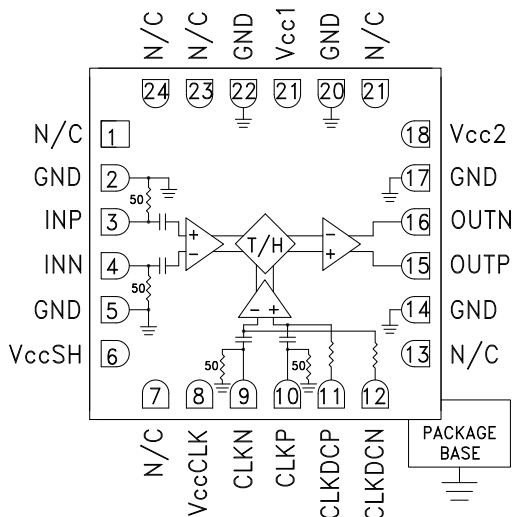 N/C
N/C
GND
Vcc1
GND
N/C
24
23
22
21
20
21
N/C
1
18
Vcc2
GND
2
17
GND
50
INP
3
16
OUTN
+
−
T/H
−
+
INN
4
15
OUTP
50
GND
5
− +
14
GND
VccSH
6
13
N/C
50
50
7
8
9
10
11
12
N/C
VccCLK
CLKN
CLKP
CLKDCP
CLKDCN
PACKAGE
BASE